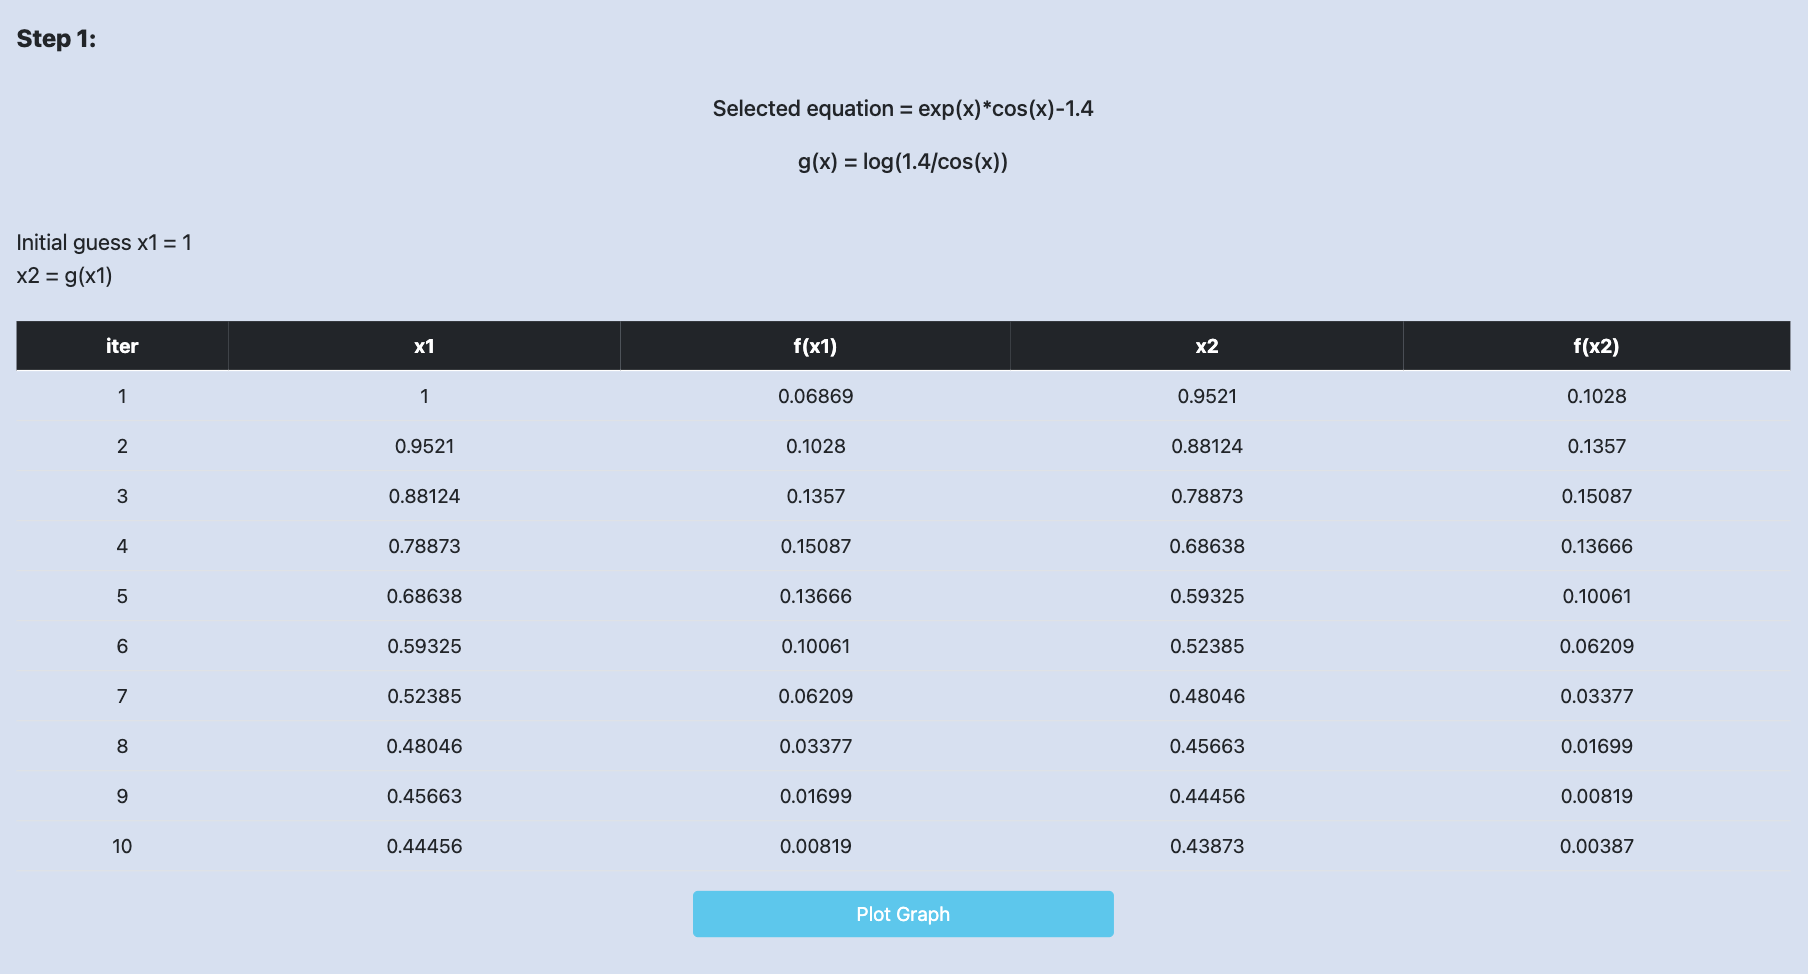 Step 1:
Selected equation = exp(x)*cos(x)-1.4
g(x) = log(1.4/cos(x))
Initial guess x1 = 1
x2 = g(x1)
iter x1 f(x1) x2 f(x2)
1 1 0.06869 0.9521 0.1028
2 0.9521 0.1028 0.88124 0.1357
3 0.88124 0.1357 0.78873 0.15087
4 0.78873 0.15087 0.68638 0.13666
5 0.68638 0.13666 0.59325 0.10061
6 0.59325 0.10061 0.52385 0.06209
7 0.52385 0.06209 0.48046 0.03377
8 0.48046 0.03377 0.45663 0.01699
9 0.45663 0.01699 0.44456 0.00819
10 0.44456 0.00819 0.43873 0.00387
Plot Graph